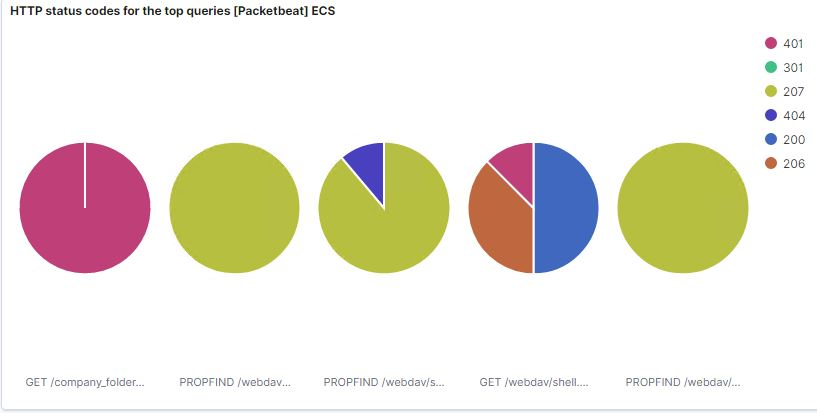 HTTP status codes for the top queries [Packetbeat] ECS
401
301
207
404
200
206
GET /company_folder...
PROPFIND /webdav...
PROPFIND /webdav/s...
GET /webdav/shell....
PROPFIND /webdav/...